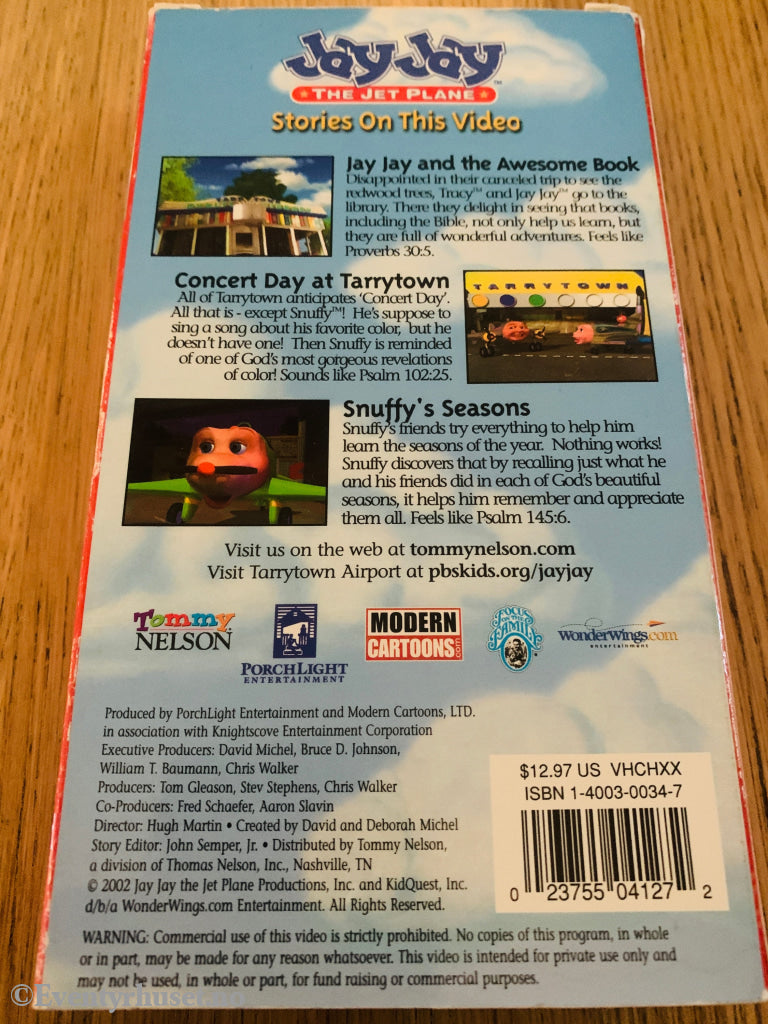 Jay Jay™
★ THE JET PLANE ★
Stories On This Video
Jay Jay and the Awesome Book
Disappointed in their canceled trip to see the
redwood trees, Tracy™ and Jay Jay™ go to the
library. There they delight in seeing that books,
including the Bible, not only help us learn, but
they are full of wonderful adventures. Feels like
Proverbs 30:5.
Concert Day at Tarrytown
All of Tarrytown anticipates 'Concert Day'.
All that is - except Snuffy™! He's suppose to
sing a song about his favorite color, but he
doesn't have one! Then Snuffy is reminded
of one of God's most gorgeous revelations
of color! Sounds like Psalm 102:25.
TARRYTOWN
Snuffy's Seasons
Snuffy's friends try everything to help him
learn the seasons of the year. Nothing works!
Snuffy discovers that by recalling just what he
and his friends did in each of God's beautiful
seasons, it helps him remember and appreciate
them all. Feels like Psalm 145:6.
Visit us on the web at tommynelson.com
Visit Tarrytown Airport at pbskids.org/jayjay
Tommy
NELSON®
PORCHLIGHT
ENTERTAINMENT
MODERN
CARTOONS.com
FOCUS
ON THE
FAMILY®
WonderWings.com
entertainment
Produced by PorchLight Entertainment and Modern Cartoons, LTD.
in association with Knightscove Entertainment Corporation
Executive Producers: David Michel, Bruce D. Johnson,
William T. Baumann, Chris Walker
Producers: Tom Gleason, Stev Stephens, Chris Walker
Co-Producers: Fred Schaefer, Aaron Slavin
Director: Hugh Martin • Created by David and Deborah Michel
Story Editor: John Semper, Jr. • Distributed by Tommy Nelson,
a division of Thomas Nelson, Inc., Nashville, TN
© 2002 Jay Jay the Jet Plane Productions, Inc. and KidQuest, Inc.
d/b/a WonderWings.com Entertainment. All Rights Reserved.
$12.97 US VHCHXX
ISBN 1-4003-0034-7
0 23755 04127 2
WARNING: Commercial use of this video is strictly prohibited. No copies of this program, in whole
or in part, may be made for any reason whatsoever. This video is intended for private use only and
may not be used, in whole or part, for fund raising or commercial purposes.
©Eventyrhuset.no